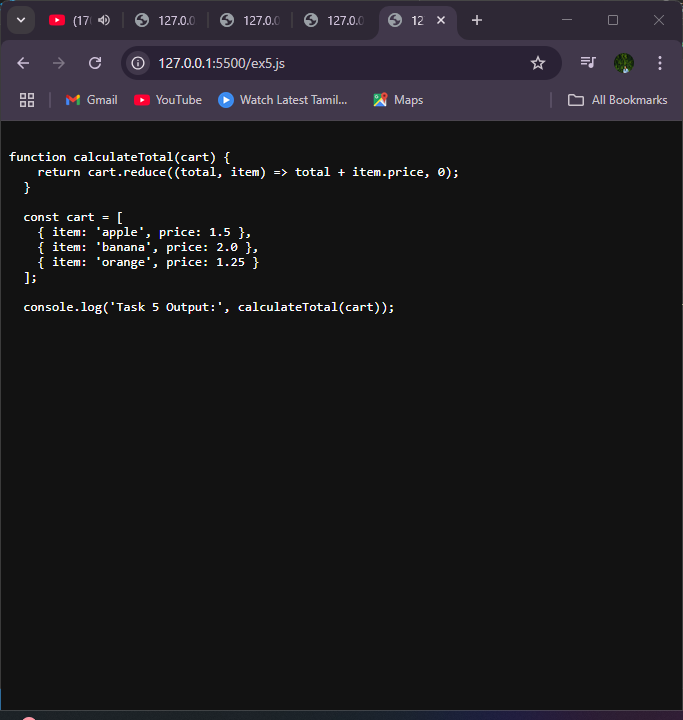 (17
127.0.0
127.0.0
127.0.0
12
127.0.0.1:5500/ex5.js
Gmail
YouTube
Watch Latest Tamil...
Maps
All Bookmarks
function calculateTotal(cart) {
    return cart.reduce((total, item) => total + item.price, 0);
  }
  const cart = [
    { item: 'apple', price: 1.5 },
    { item: 'banana', price: 2.0 },
    { item: 'orange', price: 1.25 }
  ];
  console.log('Task 5 Output:', calculateTotal(cart));